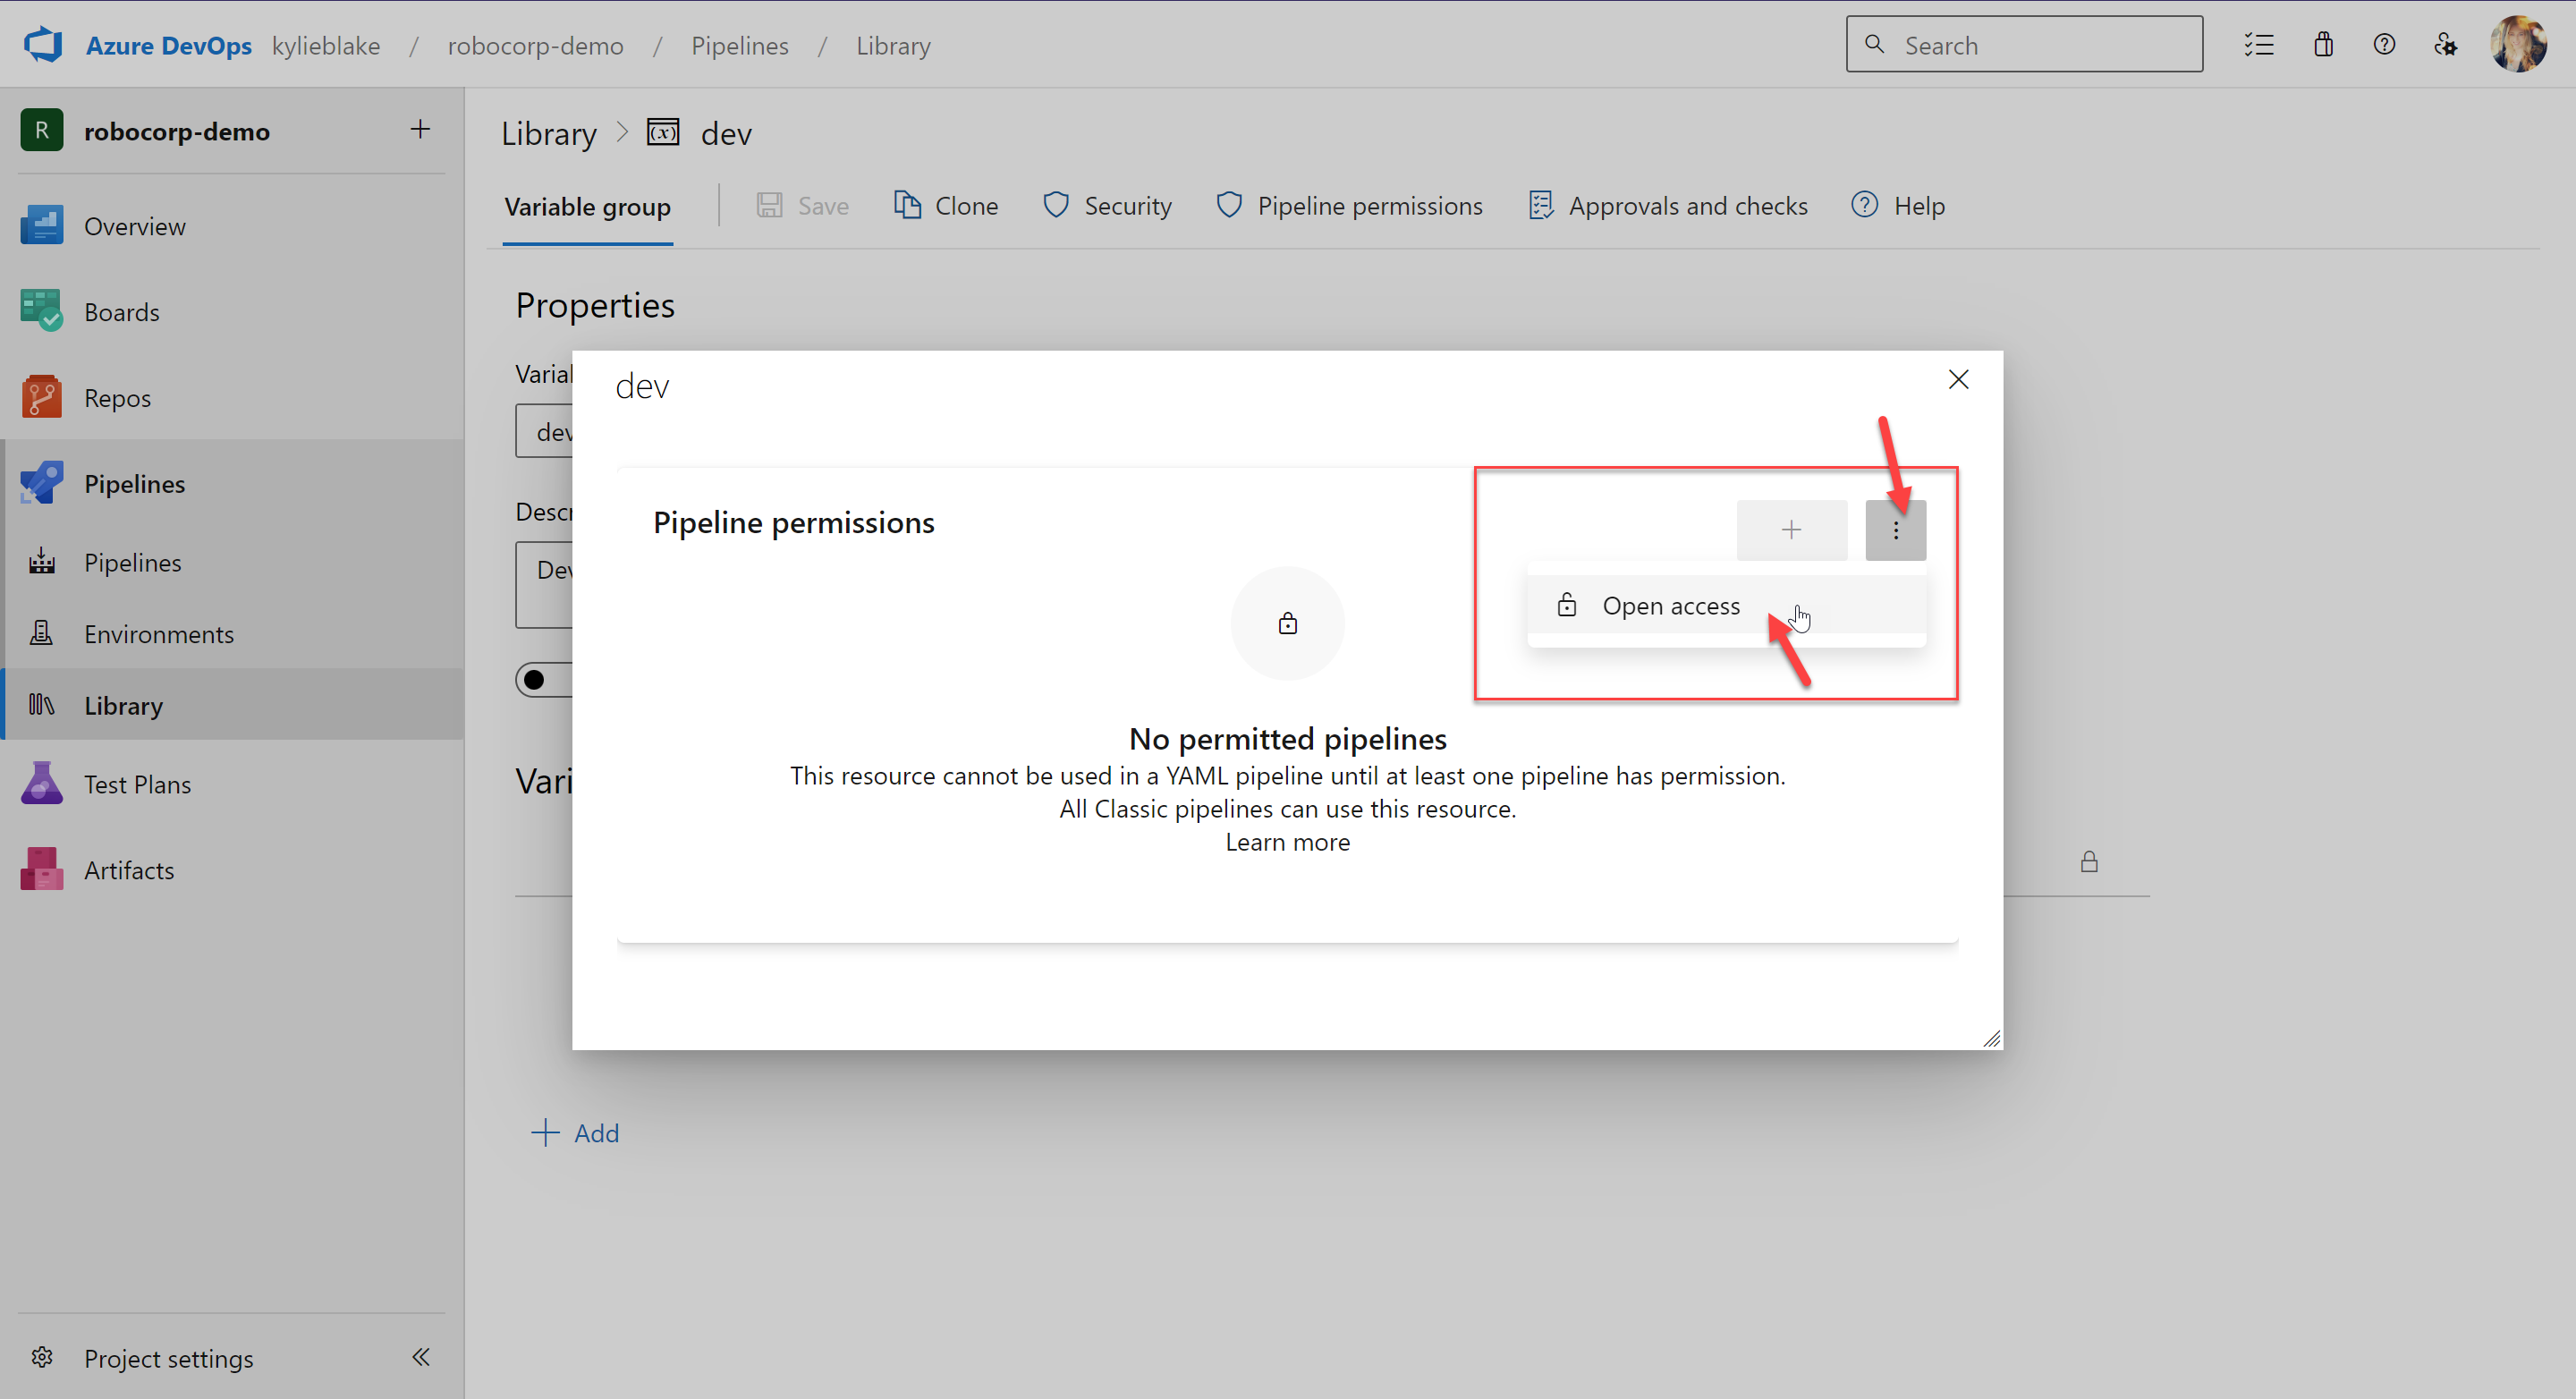 Azure DevOps kylieblake / robocorp-demo / Pipelines / Library
Search
R robocorp-demo
Overview
Boards
Repos
Pipelines
Pipelines
Environments
Library
Test Plans
Artifacts
Project settings
Library > (x) dev
Variable group Save Clone Security Pipeline permissions Approvals and checks ? Help
Properties
Varial
dev
Descr
Dev
Vari
Add
dev
Pipeline permissions
Open access
No permitted pipelines
This resource cannot be used in a YAML pipeline until at least one pipeline has permission.
All Classic pipelines can use this resource.
Learn more